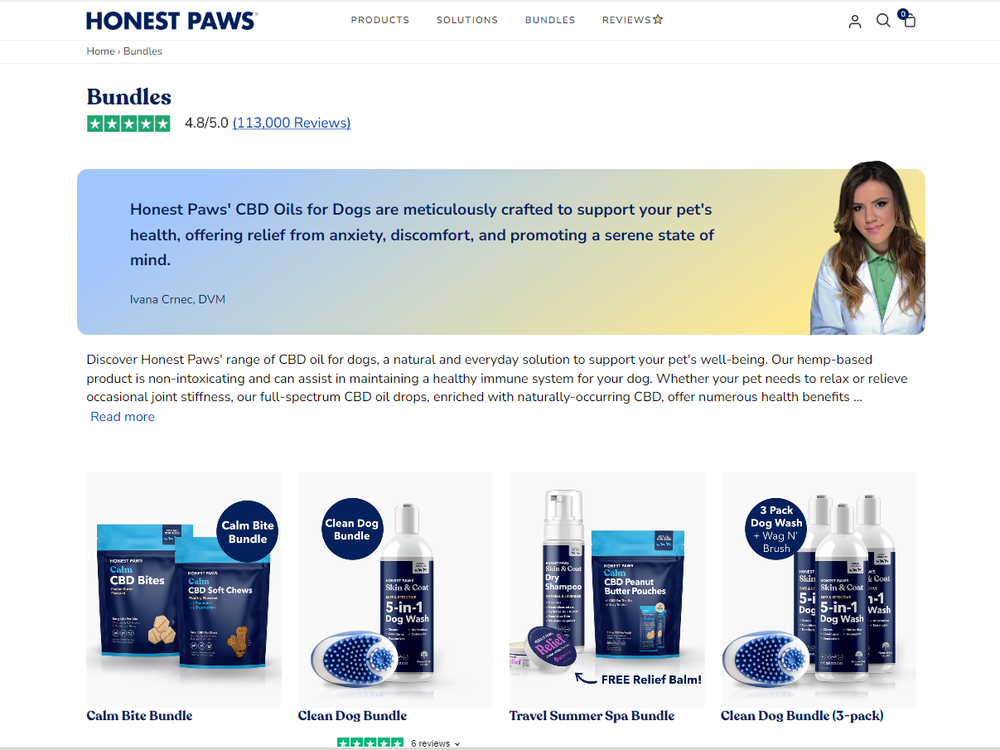 HONEST PAWS
PRODUCTS SOLUTIONS BUNDLES REVIEWS
0
Home › Bundles
Bundles
4.8/5.0 (113,000 Reviews)
Honest Paws' CBD Oils for Dogs are meticulously crafted to support your pet's
health, offering relief from anxiety, discomfort, and promoting a serene state of
mind.
Ivana Crnec, DVM
Discover Honest Paws' range of CBD oil for dogs, a natural and everyday solution to support your pet's well-being. Our hemp-based
product is non-intoxicating and can assist in maintaining a healthy immune system for your dog. Whether your pet needs to relax or relieve
occasional joint stiffness, our full-spectrum CBD oil drops, enriched with naturally-occurring CBD, offer numerous health benefits ...
Read more
Calm Bite
Bundle
HONEST PAWS
Calm
CBD Bites
HONEST PAWS
Calm
CBD Soft Chews
Clean Dog
Bundle
HONEST PAWS
Skin & Coat
5-in-1
Dog Wash
HONEST PAWS
Skin & Coat
Dry
Shampoo
HONEST PAWS
Calm
CBD Peanut
Butter Pouches
Relief
FREE Relief Balm!
3 Pack
Dog Wash
+ Wag N'
Brush
HONEST PAWS
Skin & Coat
5-in-1
Dog Wash
Calm Bite Bundle
Clean Dog Bundle
Travel Summer Spa Bundle
Clean Dog Bundle (3-pack)
6 reviews